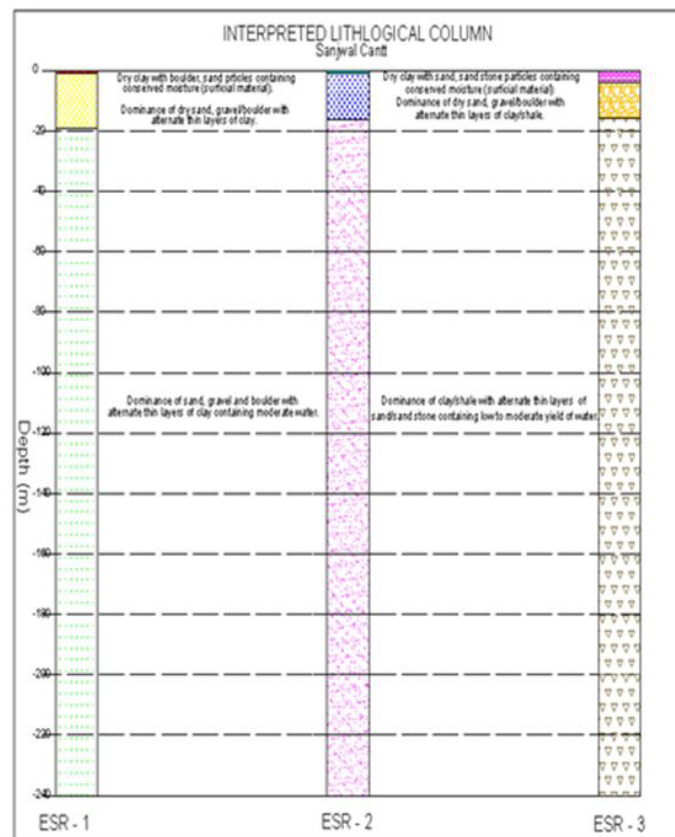 INTERPRETED LITHLOGICAL COLUMN
Sanjwal Cantt
Dry clay with boulder, sand prticles containing
conserved moisture (surficial material).
Dominance of dry sand, gravel/boulder with
alternate thin layers of clay.
Dry clay with sand, sand stone particles containing
conserved moisture (surficial material)
Dominance of dry sand, gravel/boulder with
alternate thin layers of clay/shale.
Dominance of sand, gravel and boulder with
alternate thin layers of clay containing moderate water.
Dominance of clay/shale with alternate thin layers of
sand/sand stone containing low to moderate yield of water.
Depth (m)
0
-20
-40
-60
-80
-100
-120
-140
-160
-180
-200
-220
-240
ESR - 1
ESR - 2
ESR - 3